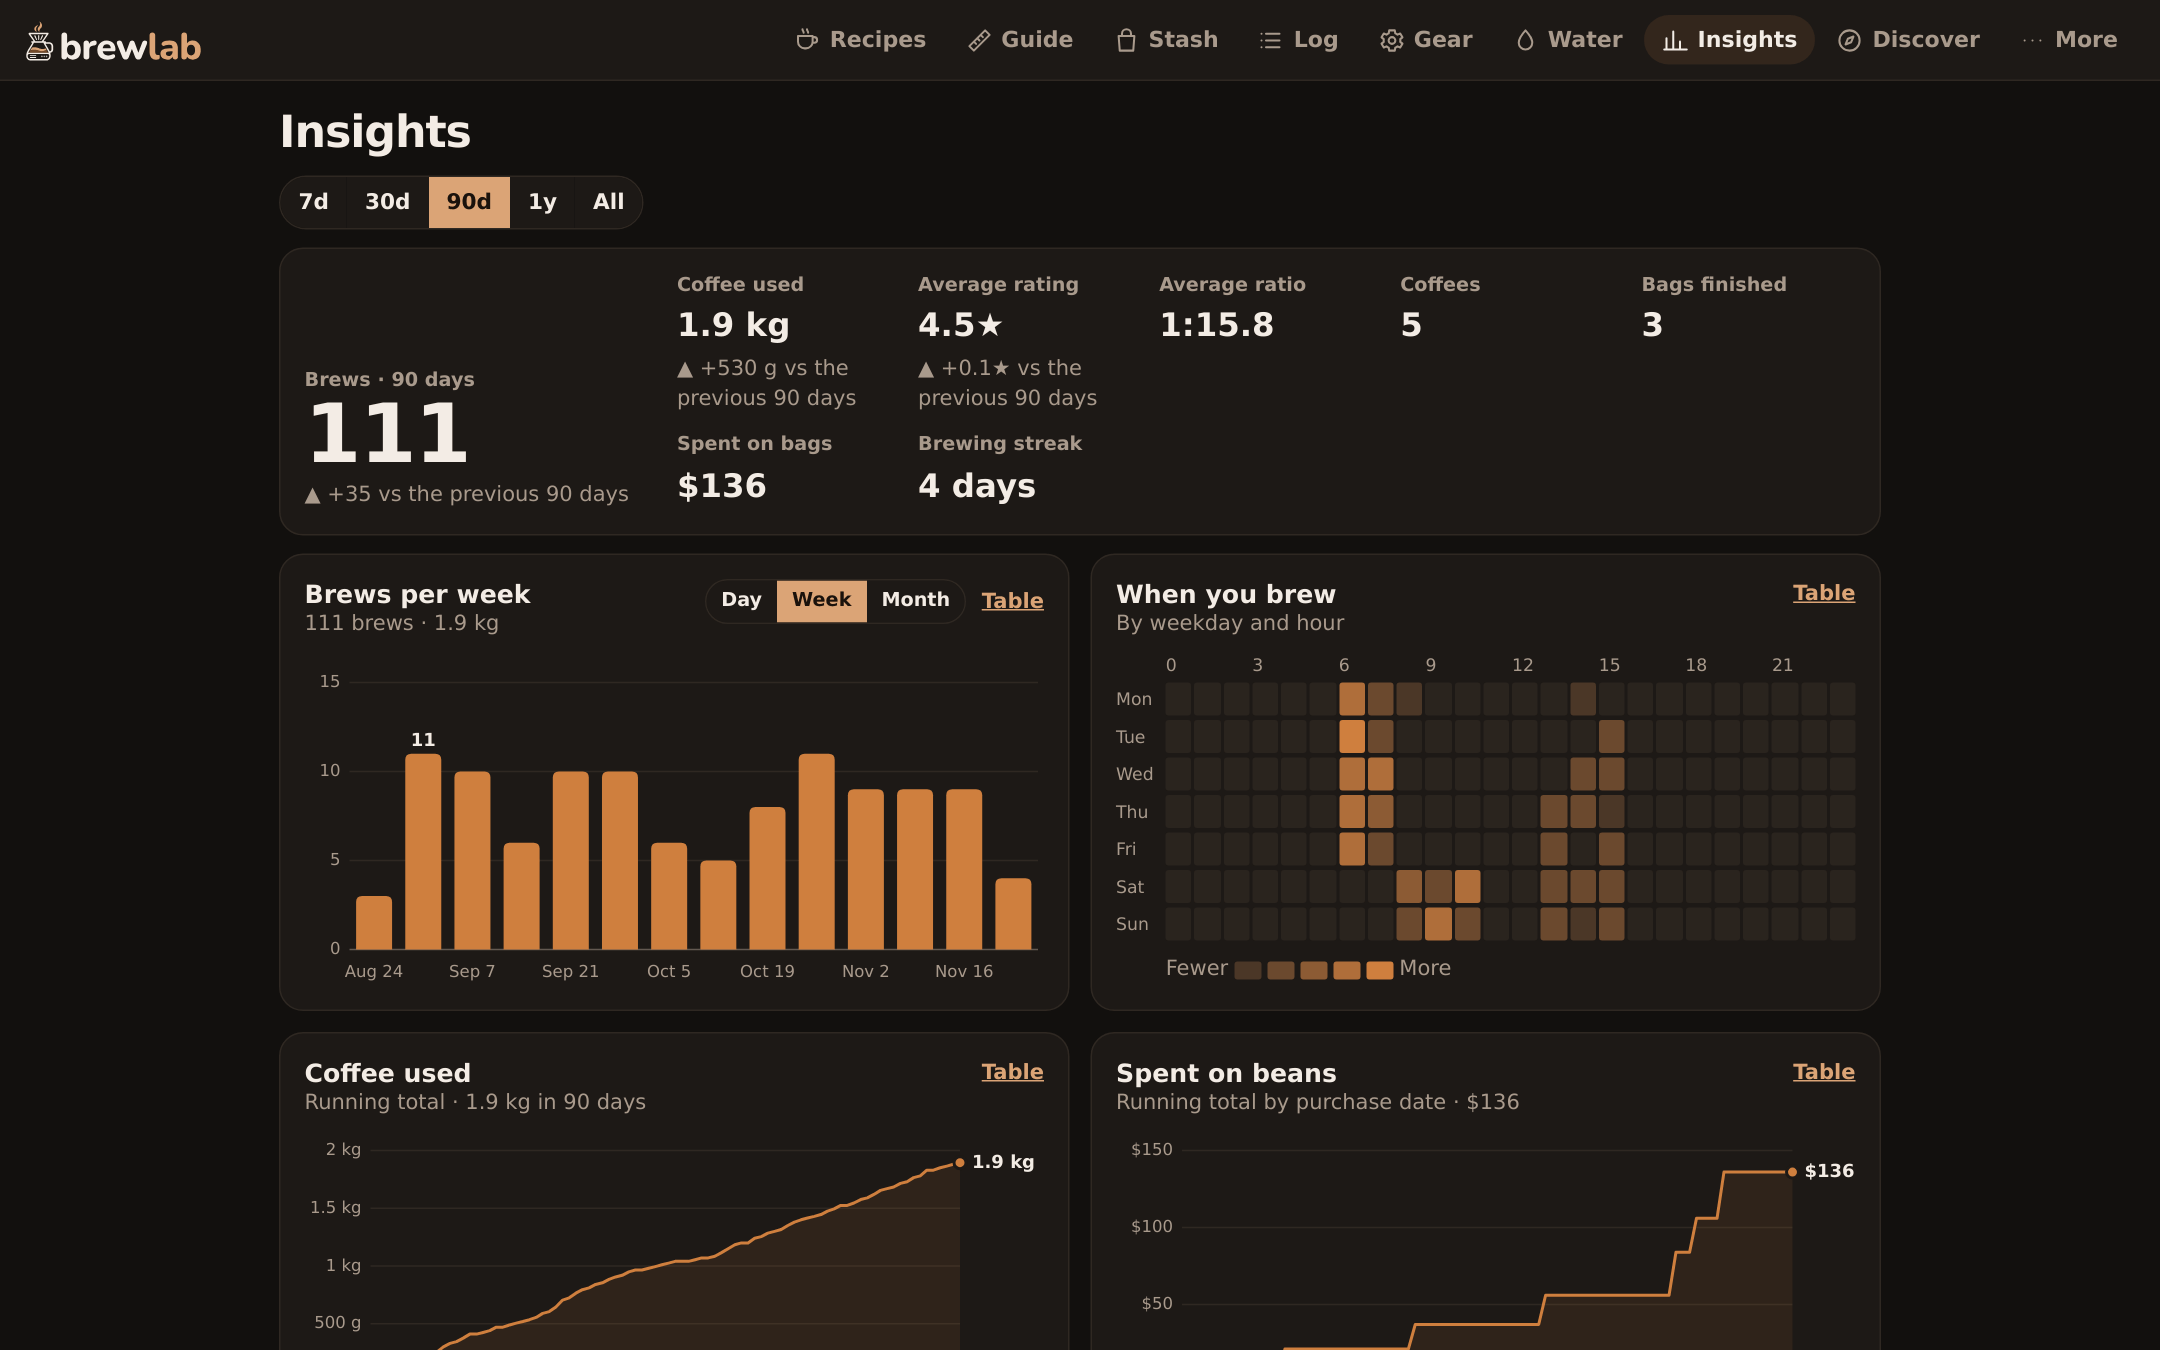 brewlab
Recipes
Guide
Stash
Log
Gear
Water
Insights
Discover
More
Insights
7d
30d
90d
1y
All
Brews · 90 days
111
▲ +35 vs the previous 90 days
Coffee used
1.9 kg
▲ +530 g vs the
previous 90 days
Average rating
4.5★
▲ +0.1★ vs the
previous 90 days
Average ratio
1:15.8
Coffees
5
Bags finished
3
Spent on bags
$136
Brewing streak
4 days
Brews per week
111 brews · 1.9 kg
Day
Week
Month
Table
15
10
5
0
11
Aug 24
Sep 7
Sep 21
Oct 5
Oct 19
Nov 2
Nov 16
When you brew
By weekday and hour
Table
0
3
6
9
12
15
18
21
Mon
Tue
Wed
Thu
Fri
Sat
Sun
Fewer
More
Coffee used
Running total · 1.9 kg in 90 days
Table
2 kg
1.5 kg
1 kg
500 g
1.9 kg
Spent on beans
Running total by purchase date · $136
Table
$150
$100
$50
$136